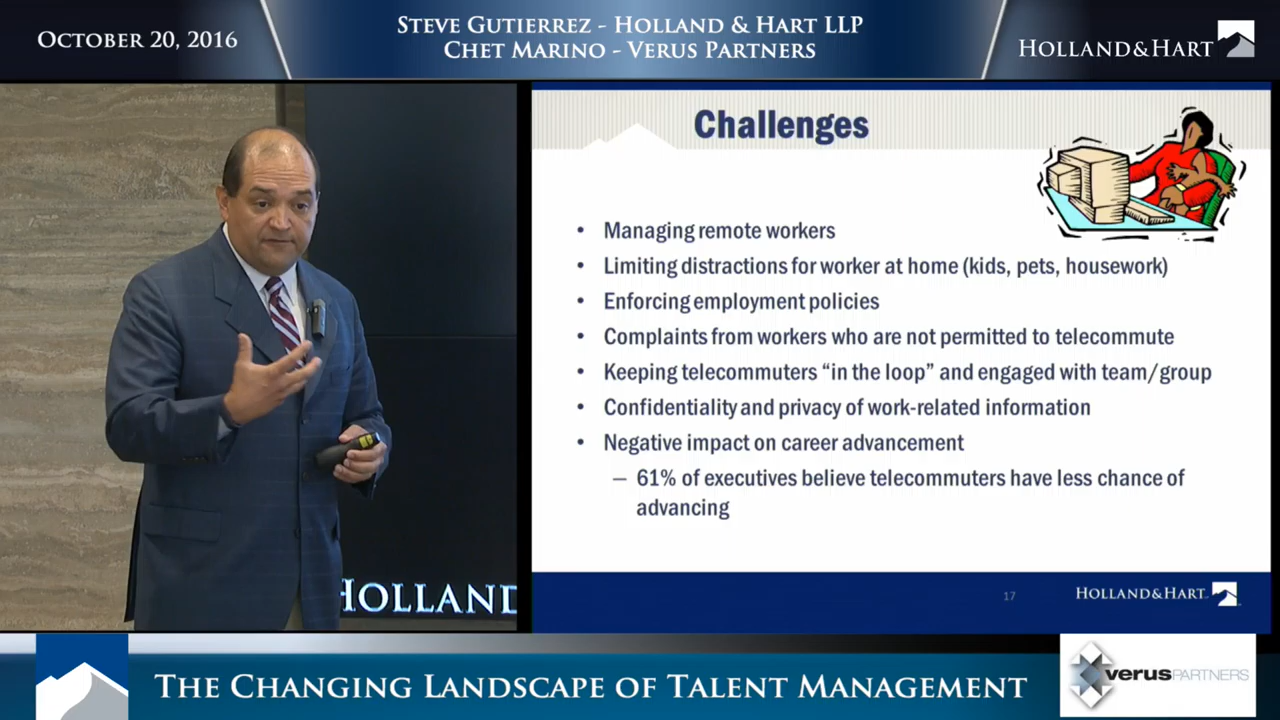 OCTOBER 20, 2016
STEVE GUTIERREZ - HOLLAND & HART LLP
CHET MARINO - VERUS PARTNERS
HOLLAND&HART
Challenges
• Managing remote workers
• Limiting distractions for worker at home (kids, pets, housework)
• Enforcing employment policies
• Complaints from workers who are not permitted to telecommute
• Keeping telecommuters “in the loop” and engaged with team/group
• Confidentiality and privacy of work-related information
• Negative impact on career advancement
– 61% of executives believe telecommuters have less chance of
advancing
17
HOLLAND&HART
HOLLAND
THE CHANGING LANDSCAPE OF TALENT MANAGEMENT
verusPARTNERS